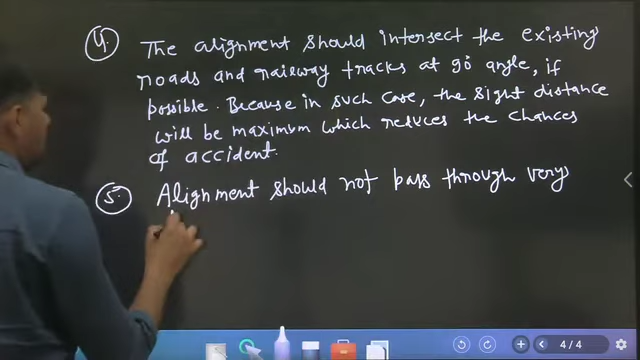 4. The alignment should intersect the existing
roads and railway tracks at 90° angle, if
possible. Because in such case, the sight distance
will be maximum which reduces the chances
of accident.
5. Alignment should not pass through very
4 / 4